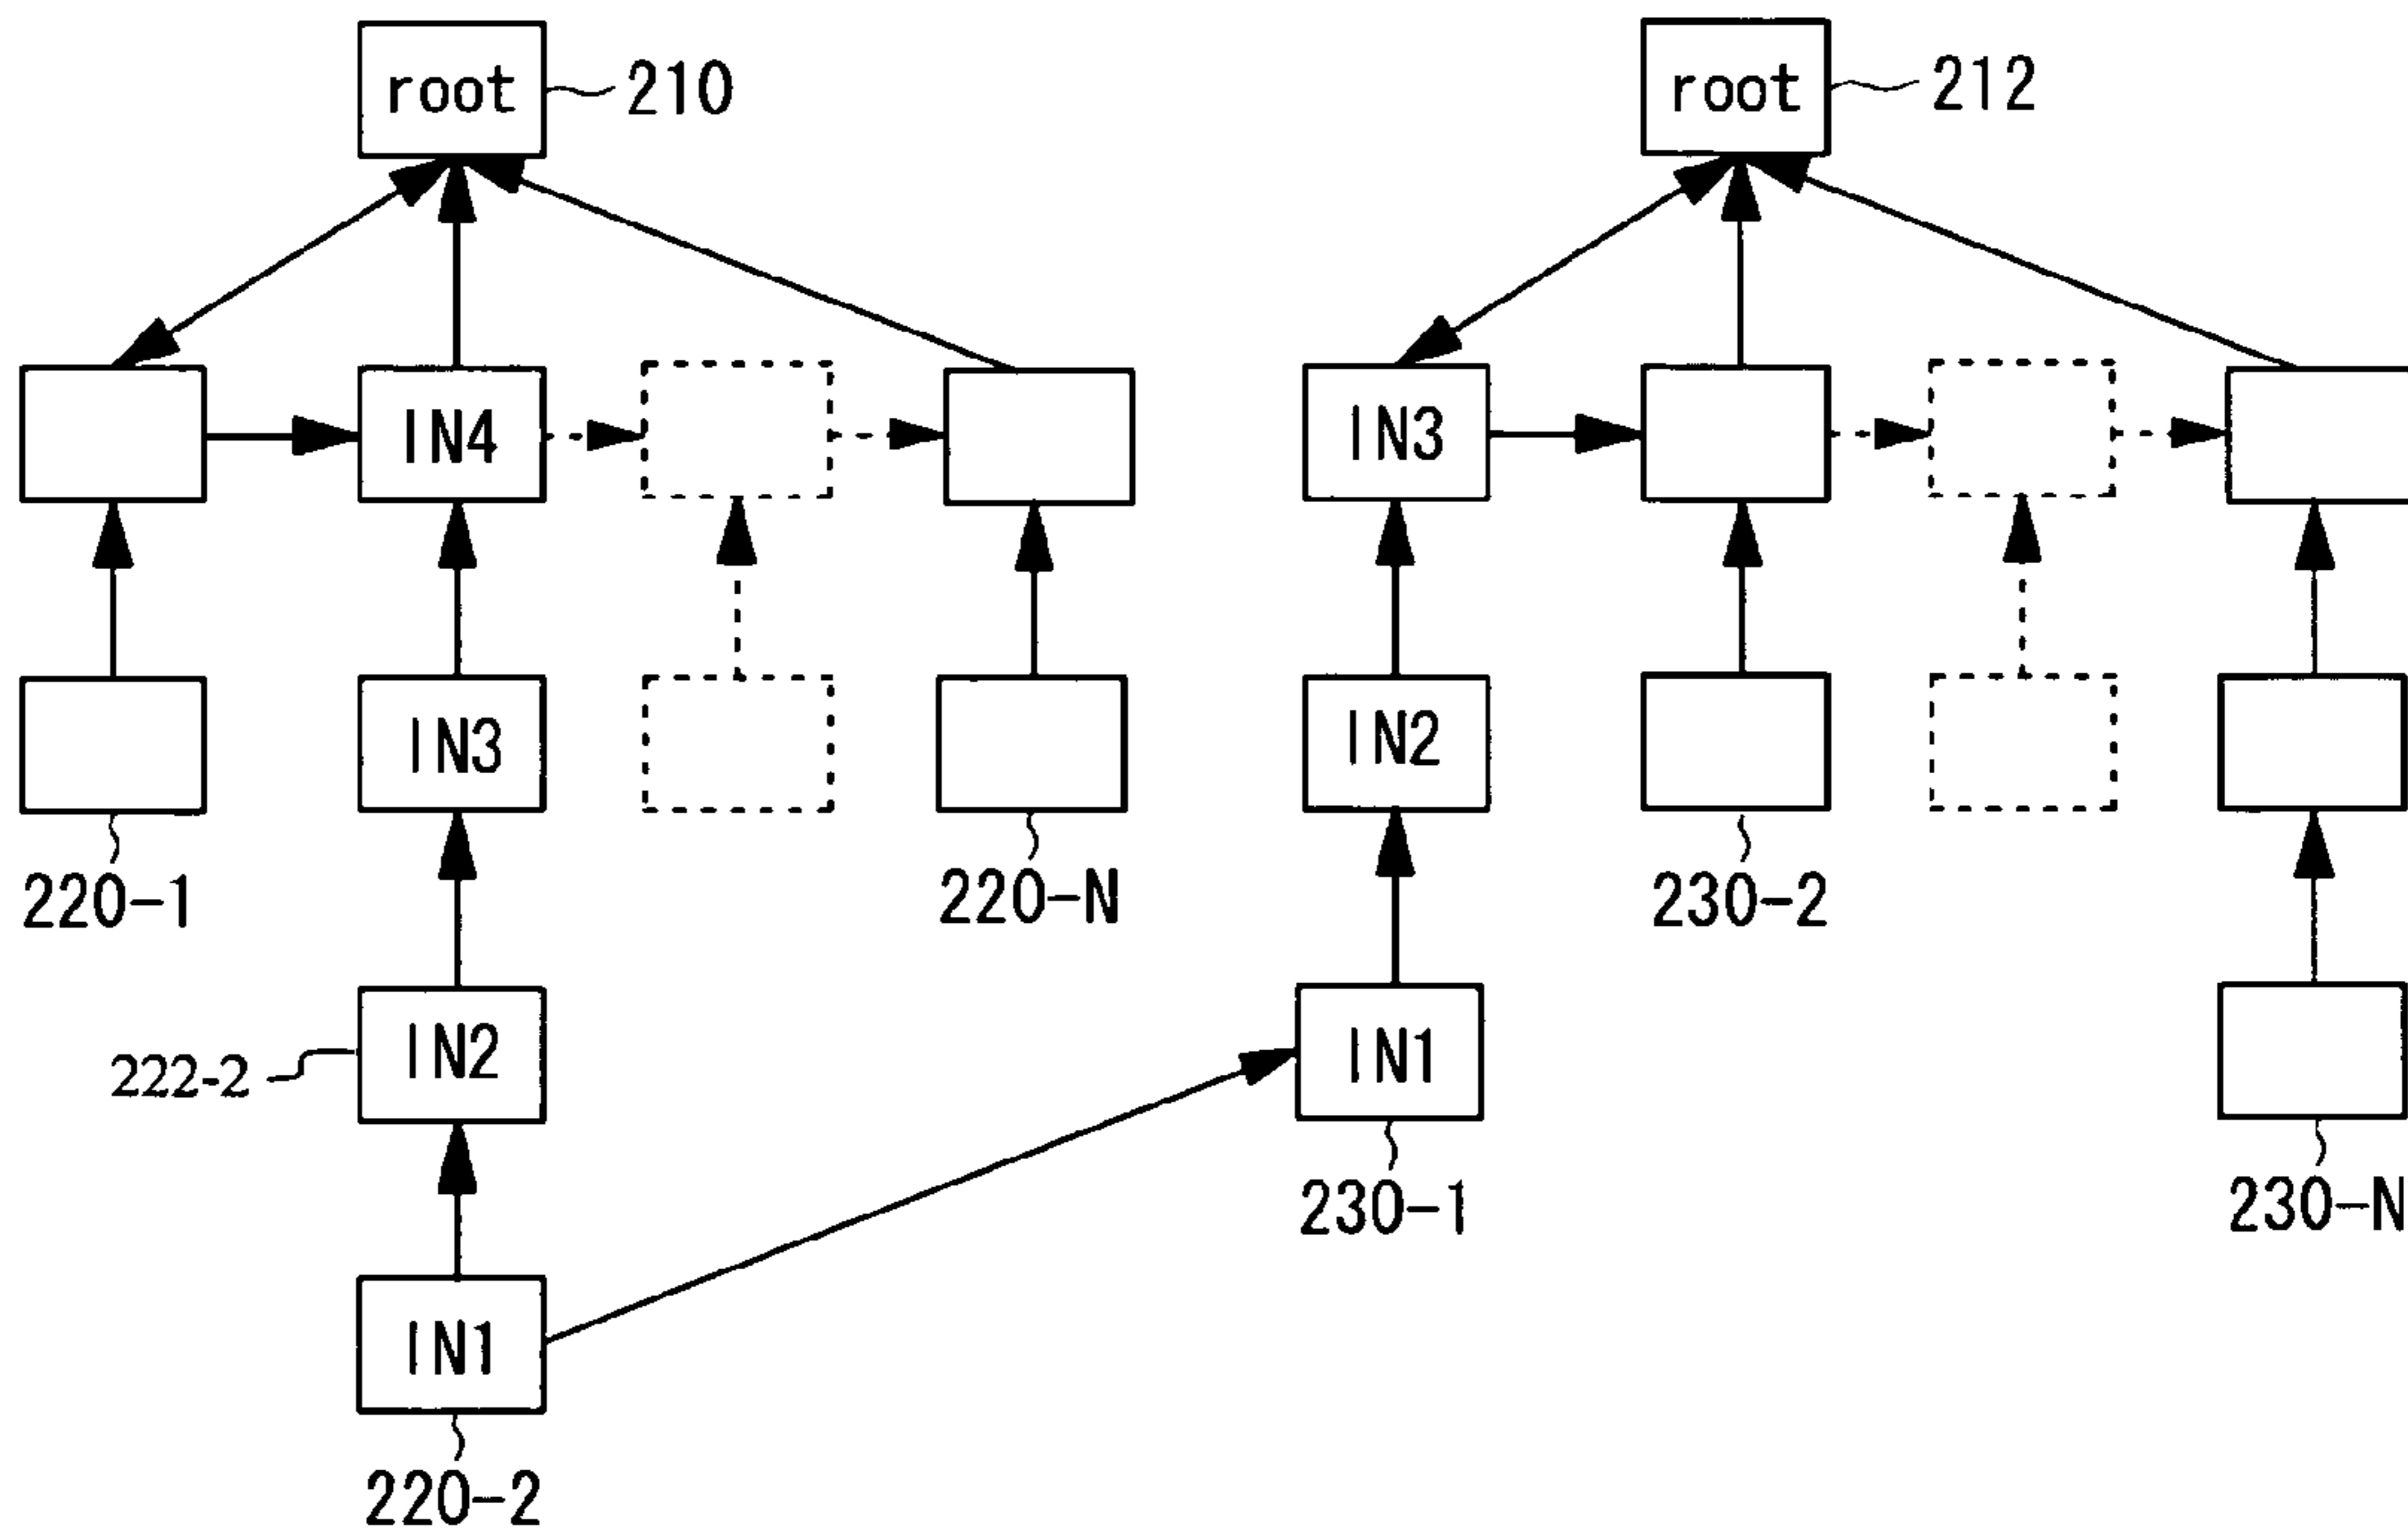 root 210 root 212
IN4 IN3
IN3 IN2
220-1 220-N 230-2
222-2 IN2 IN1
230-1 230-N
IN1
220-2